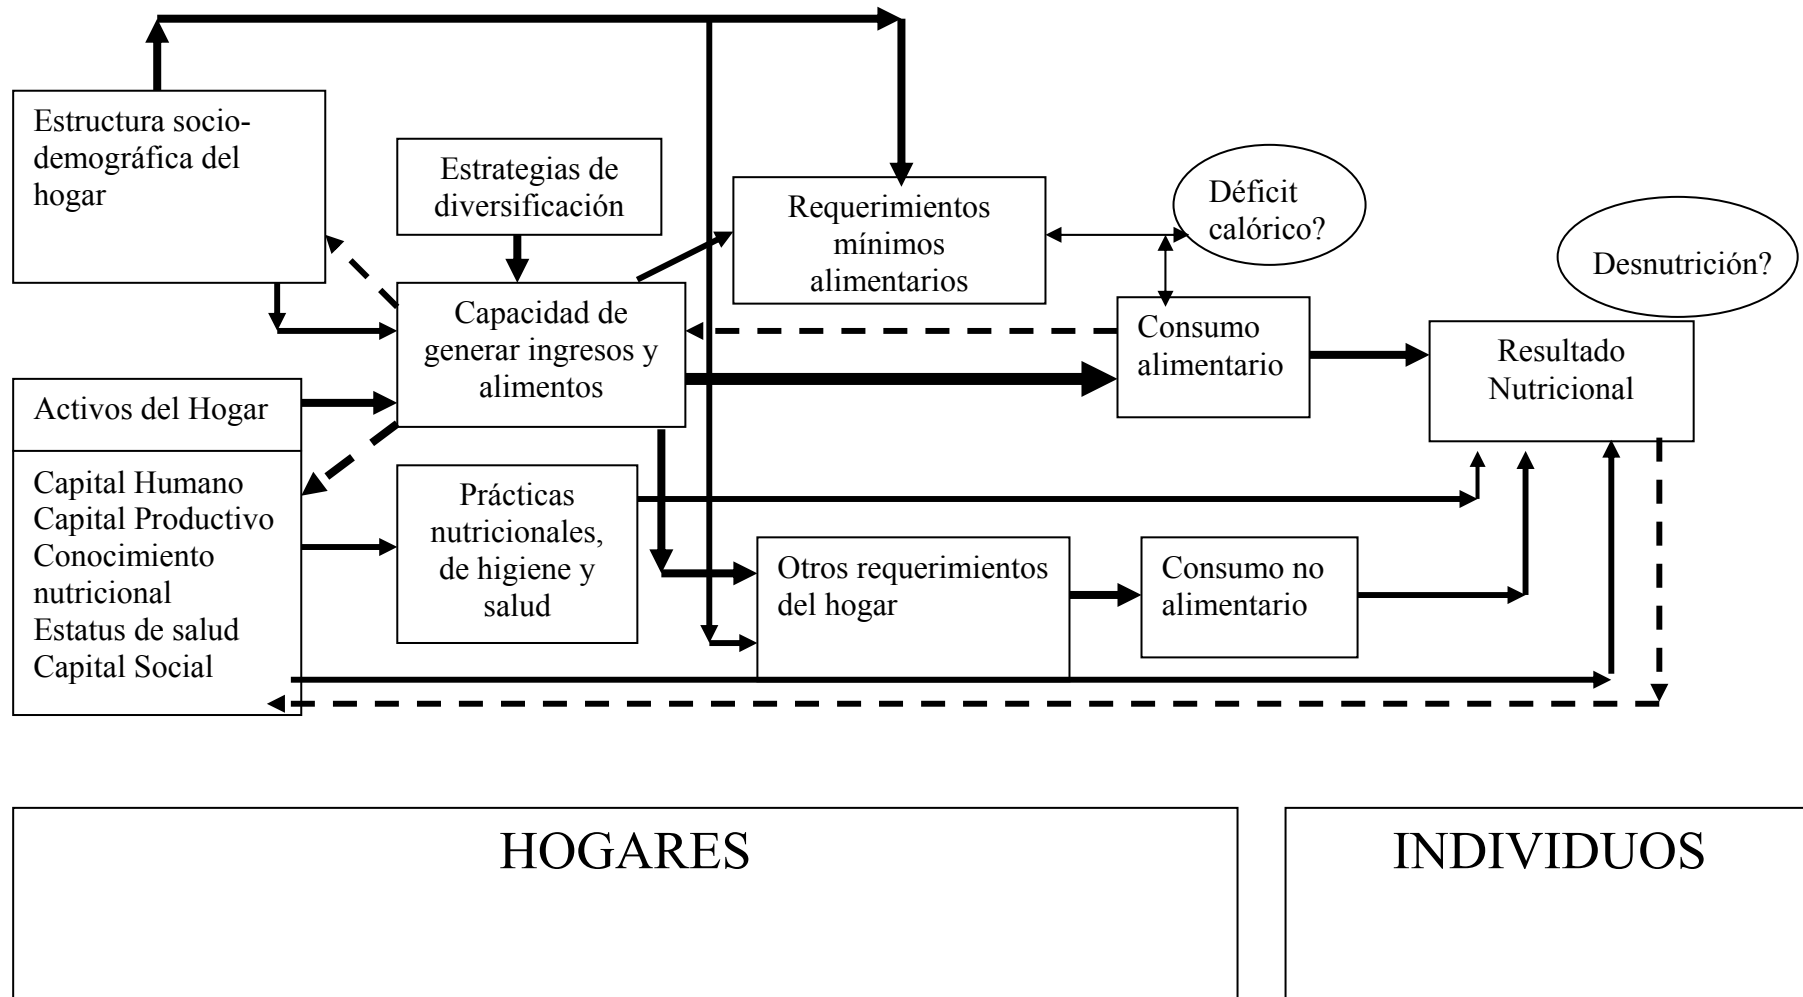 Estructura socio-
demográfica del
hogar
Estrategias de
diversificación
Requerimientos
mínimos
alimentarios
Déficit
calórico?
Desnutrición?
Capacidad de
generar ingresos y
alimentos
Consumo
alimentario
Resultado
Nutricional
Activos del Hogar
Capital Humano
Capital Productivo
Conocimiento
nutricional
Estatus de salud
Capital Social
Prácticas
nutricionales,
de higiene y
salud
Otros requerimientos
del hogar
Consumo no
alimentario
HOGARES
INDIVIDUOS